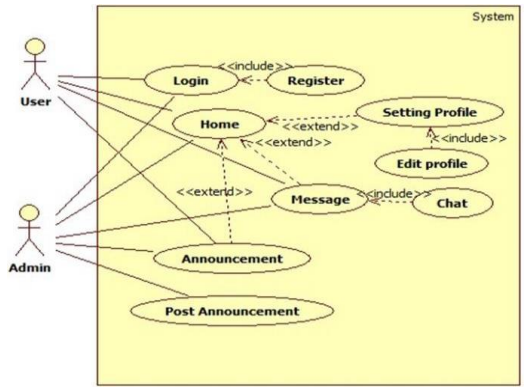 System
<<include>>
Login
Register
User
Home
Setting Profile
<<extend>>
<<include>>
<<extend>>
Edit profile
<<extend>>
Message
<<include>>
Chat
Admin
Announcement
Post Announcement